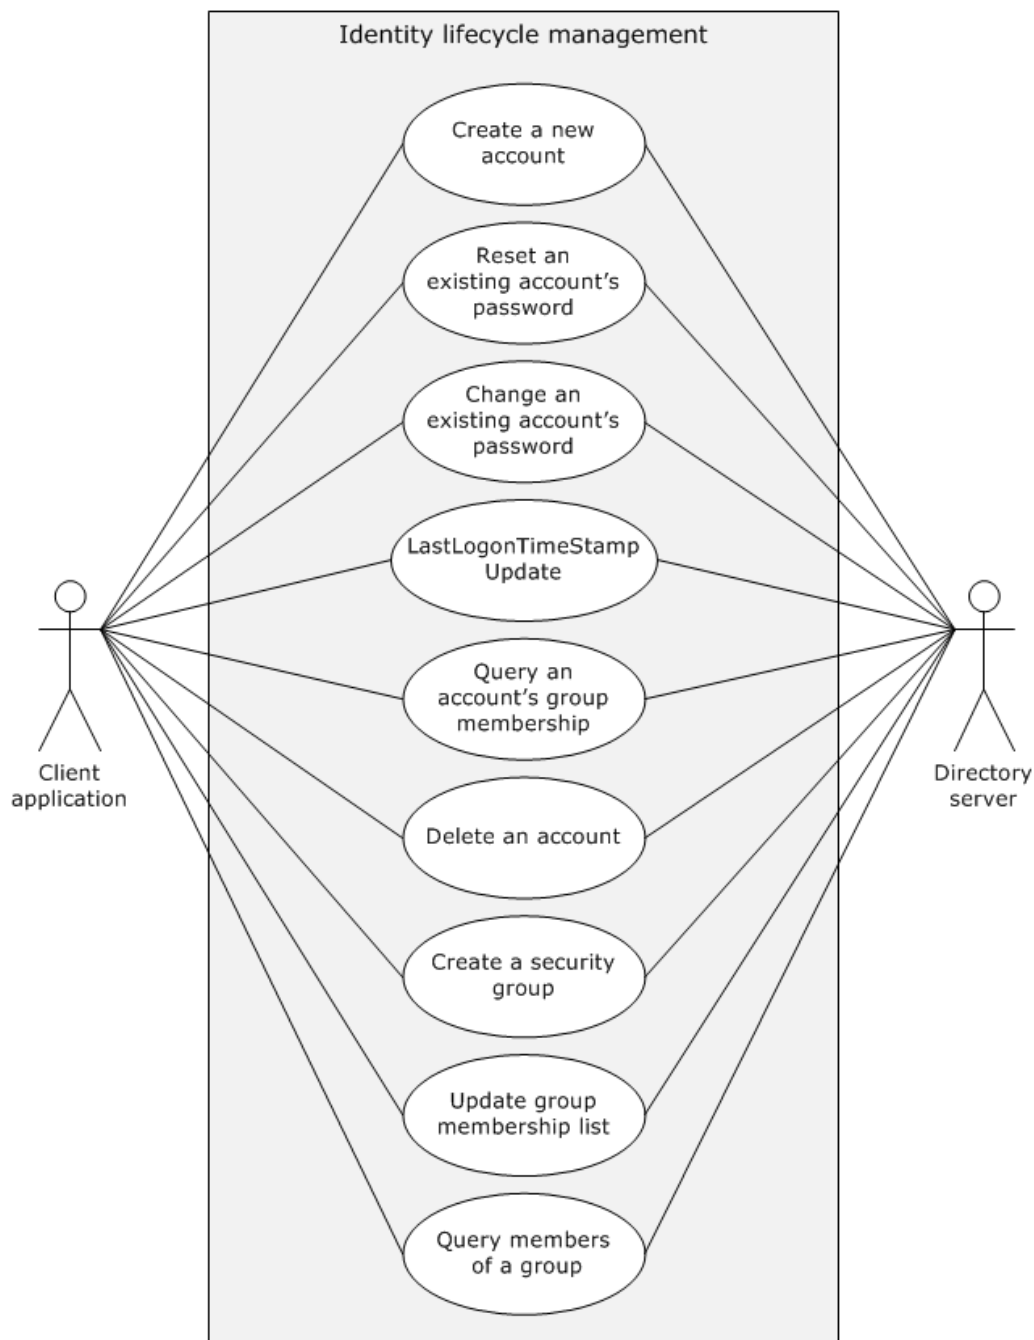 Identity lifecycle management
Create a new
account
Reset an
existing account's
password
Change an
existing account's
password
LastLogonTimeStamp
Update
Query an
account's group
membership
Client
application
Directory
server
Delete an account
Create a security
group
Update group
membership list
Query members
of a group